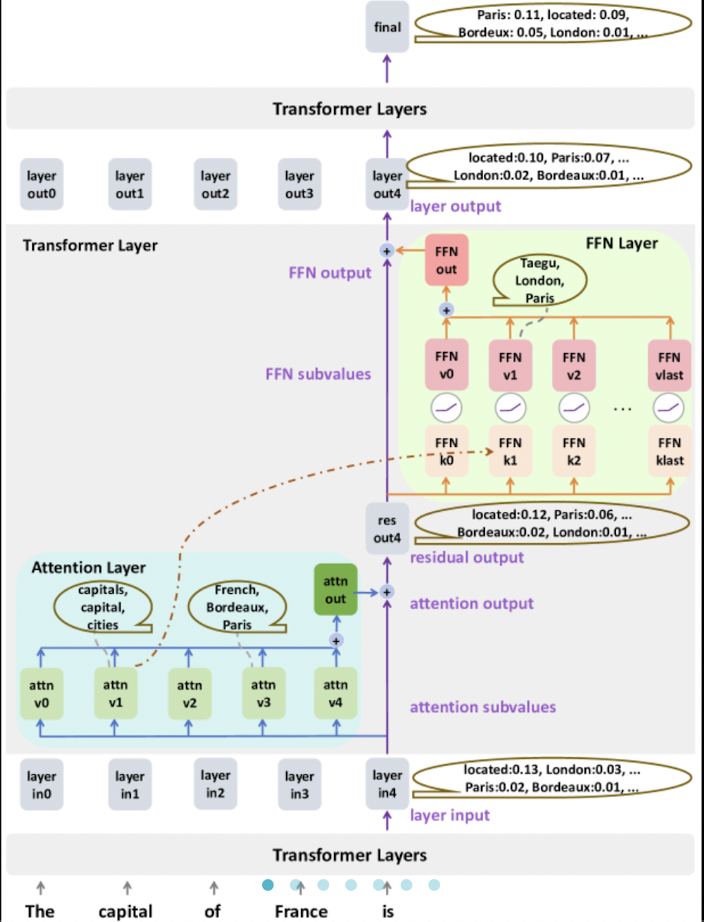 final
Paris: 0.11, located: 0.09,
Bordeux: 0.05, London: 0.01, ...
Transformer Layers
layer
out0
layer
out1
layer
out2
layer
out3
layer
out4
located:0.10, Paris:0.07, ...
London:0.02, Bordeaux:0.01, ...
layer output
Transformer Layer
FFN Layer
+
FFN
out
FFN output
Taegu,
London,
Paris
+
FFN subvalues
FFN
v0
FFN
v1
FFN
v2
FFN
vlast
...
FFN
k0
FFN
k1
FFN
k2
FFN
klast
res
out4
located:0.12, Paris:0.06, ...
Bordeaux:0.02, London:0.01, ...
residual output
Attention Layer
capitals,
capital,
cities
French,
Bordeaux,
Paris
attn
out
+
attention output
+
attn
v0
attn
v1
attn
v2
attn
v3
attn
v4
attention subvalues
layer
in0
layer
in1
layer
in2
layer
in3
layer
in4
located:0.13, London:0.03, ...
Paris:0.02, Bordeaux:0.01, ...
layer input
Transformer Layers
The capital of France is